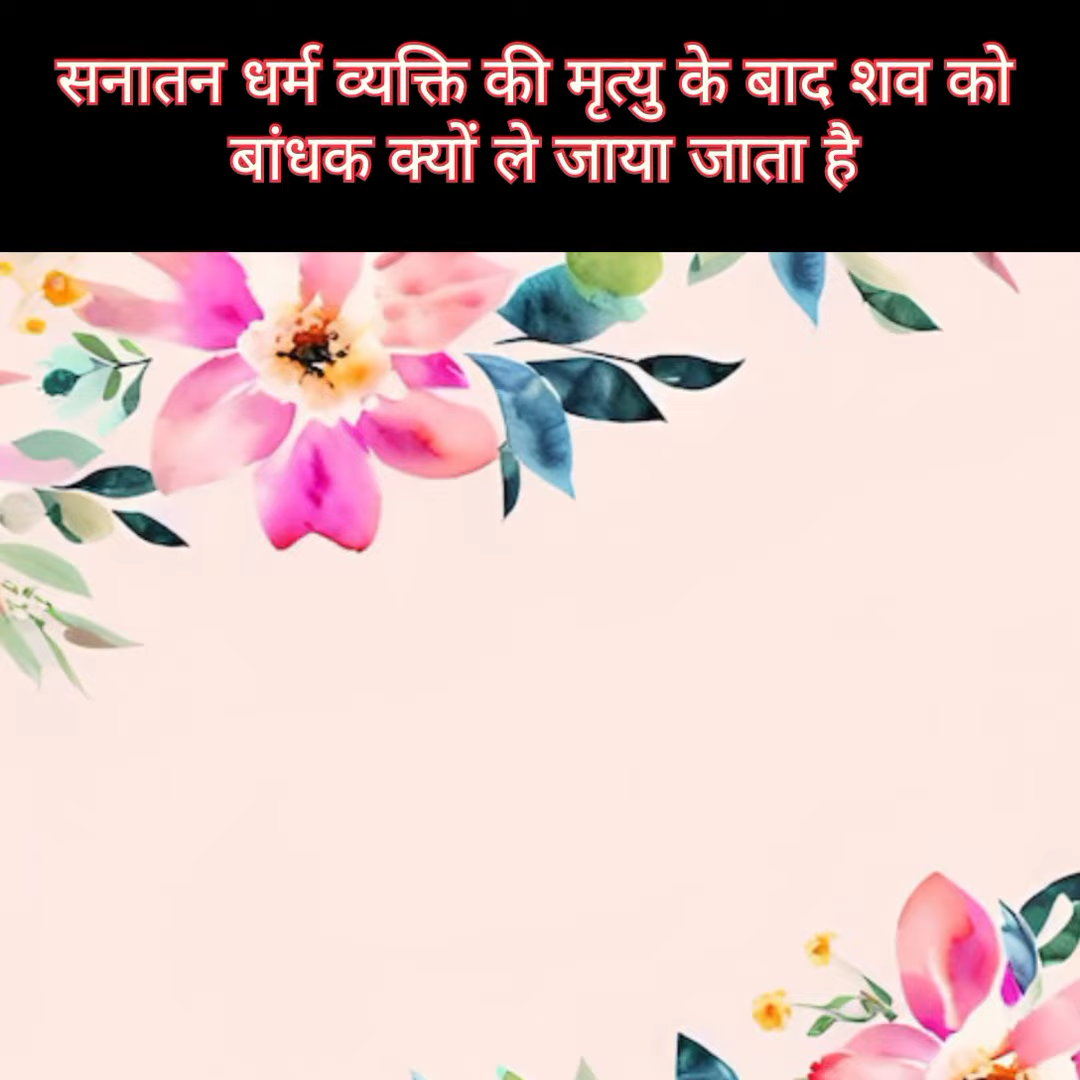 सनातन धर्म व्यक्ति की मृत्यु के बाद शव को
बांधक क्यों ले जाया जाता है